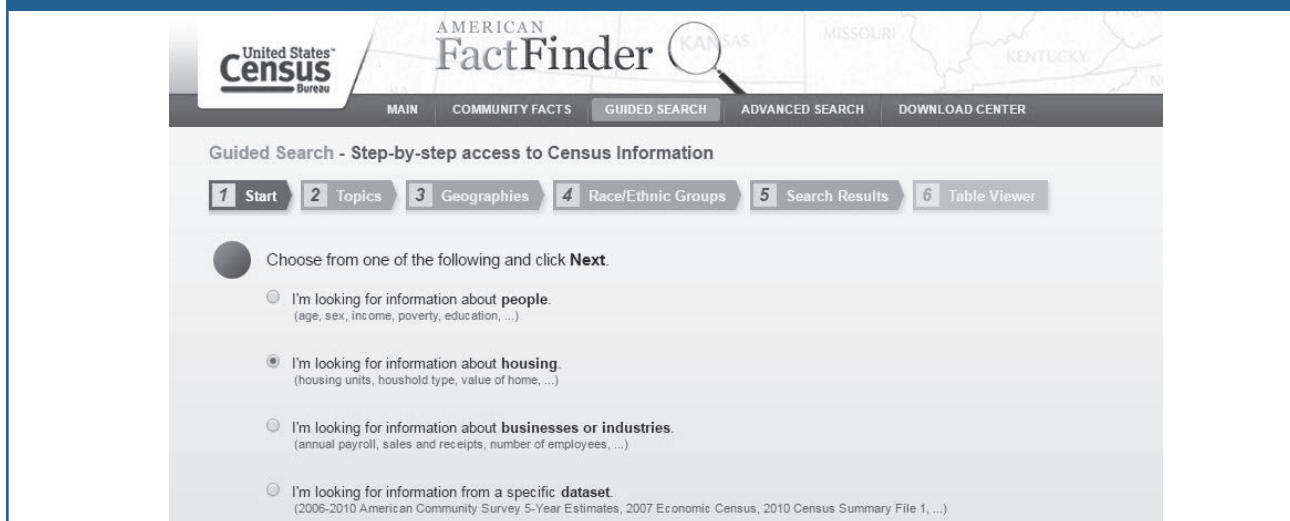 United States™
Census
Bureau
AMERICAN
FactFinder
KANSAS
MISSOURI
KENTUCKY
MAIN COMMUNITY FACTS GUIDED SEARCH ADVANCED SEARCH DOWNLOAD CENTER
Guided Search - Step-by-step access to Census Information
1 Start 2 Topics 3 Geographies 4 Race/Ethnic Groups 5 Search Results 6 Table Viewer
Choose from one of the following and click Next.
I'm looking for information about people.
(age, sex, income, poverty, education, ...)
I'm looking for information about housing.
(housing units, houshold type, value of home, ...)
I'm looking for information about businesses or industries.
(annual payroll, sales and receipts, number of employees, ...)
I'm looking for information from a specific dataset.
(2006-2010 American Community Survey 5-Year Estimates, 2007 Economic Census, 2010 Census Summary File 1, ...)